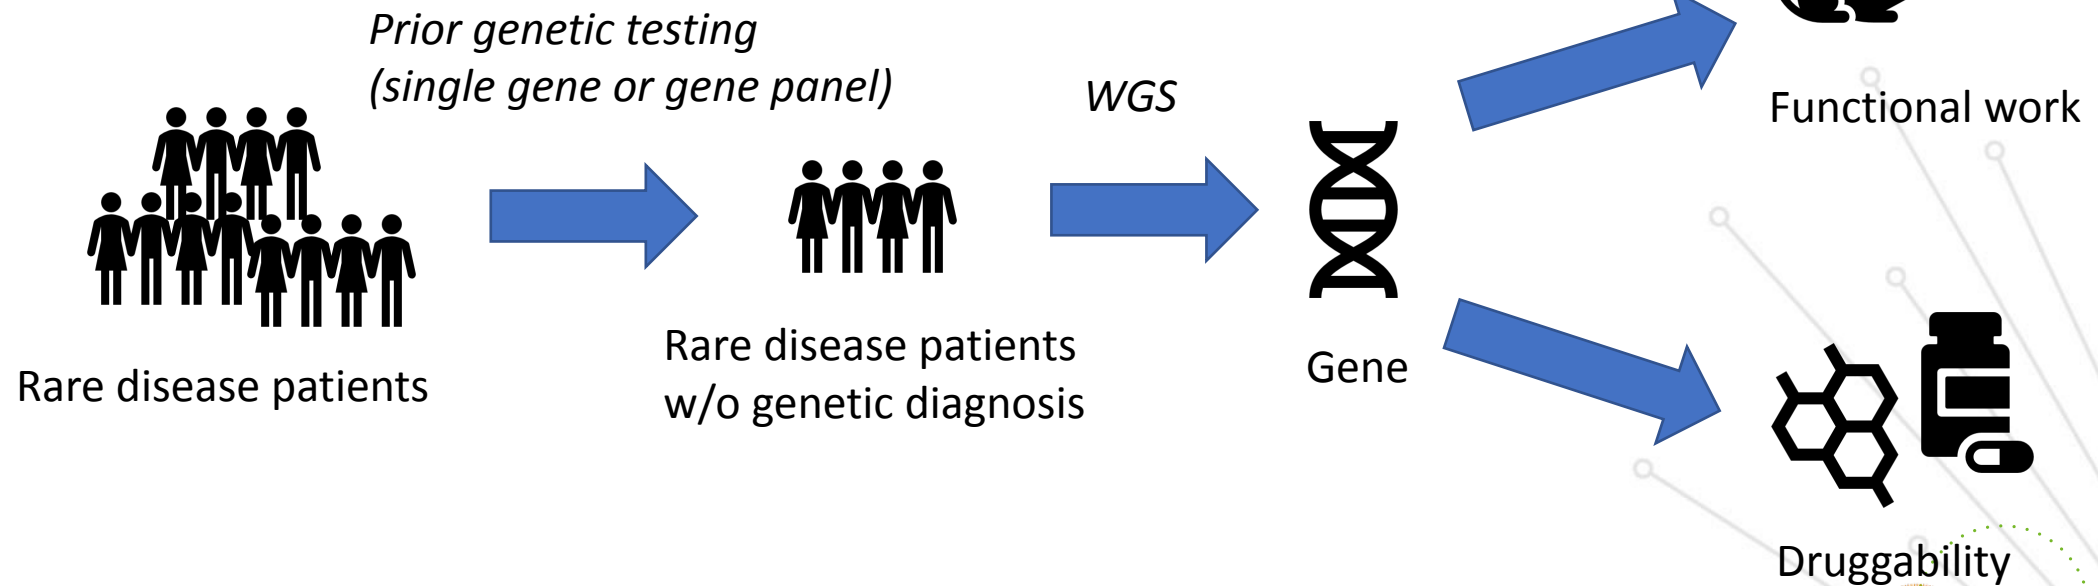 Prior genetic testing
(single gene or gene panel)
WGS
Functional work
Rare disease patients
Rare disease patients
w/o genetic diagnosis
Gene
Druggability